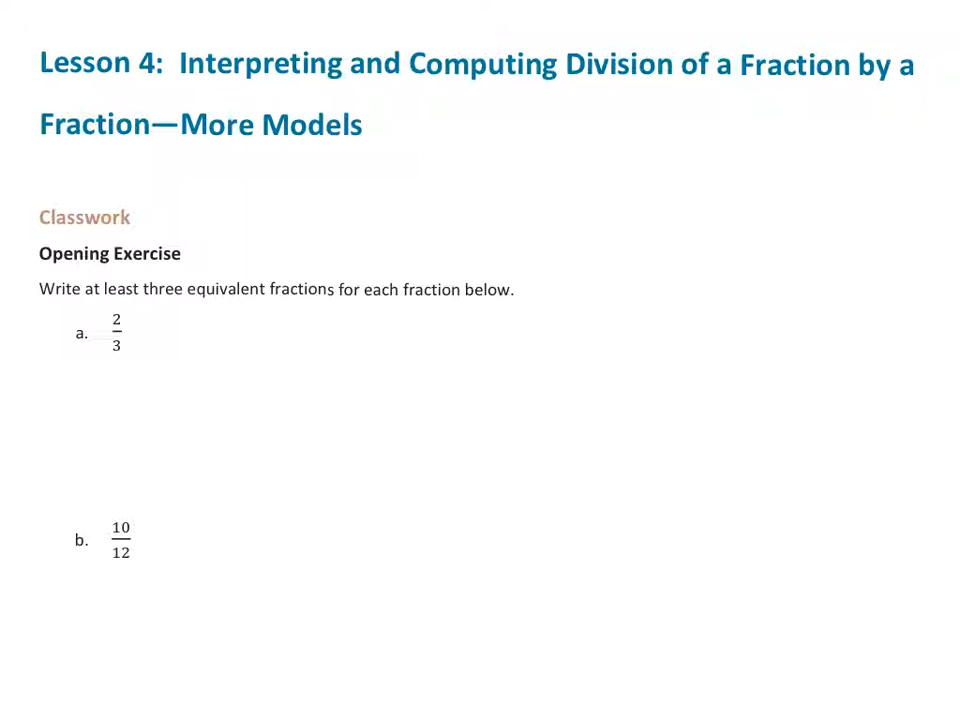 Lesson 4: Interpreting and Computing Division of a Fraction by a
Fraction—More Models
Classwork
Opening Exercise
Write at least three equivalent fractions for each fraction below.
a. 2/3
b. 10/12